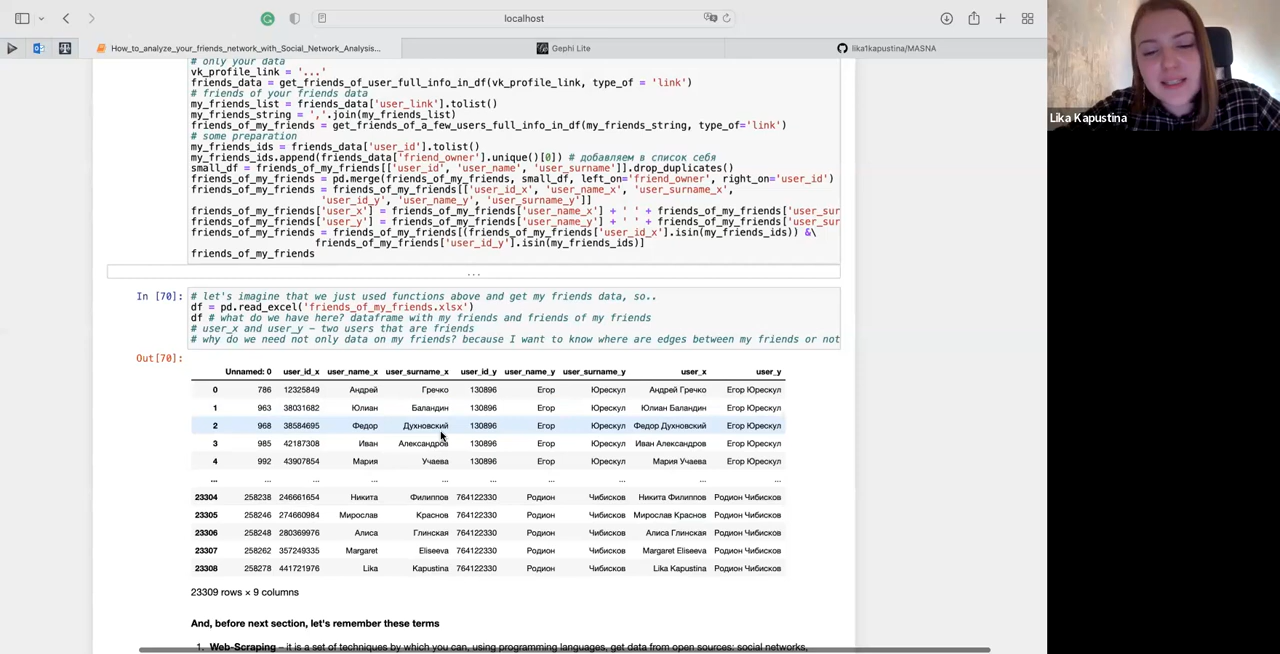 localhost
How_to_analyze_your_friends_network_with_Social_Network_Analysis...
Gephi Lite
lika1kapustina/MASNA
Lika Kapustina
# only your data
vk_profile_link = '...'
friends_data = get_friends_of_user_full_info_in_df(vk_profile_link, type_of = 'link')
# friends of your friends data
my_friends_list = friends_data['user_link'].tolist()
my_friends_string = ','.join(my_friends_list)
friends_of_my_friends = get_friends_of_a_few_users_full_info_in_df(my_friends_string, type_of='link')
# some preparation
my_friends_ids = friends_data['user_id'].tolist()
my_friends_ids.append(friends_data['friend_owner'].unique()[0]) # добавляем в список себя
small_df = friends_of_my_friends[['user_id', 'user_name', 'user_surname']].drop_duplicates()
friends_of_my_friends = pd.merge(friends_of_my_friends, small_df, left_on='friend_owner', right_on='user_id')
friends_of_my_friends = friends_of_my_friends[['user_id_x', 'user_name_x', 'user_surname_x',
'user_id_y', 'user_name_y', 'user_surname_y']]
friends_of_my_friends['user_x'] = friends_of_my_friends['user_name_x'] + ' ' + friends_of_my_friends['user_sur
friends_of_my_friends['user_y'] = friends_of_my_friends['user_name_y'] + ' ' + friends_of_my_friends['user_sur
friends_of_my_friends = friends_of_my_friends[(friends_of_my_friends['user_id_x'].isin(my_friends_ids)) &\
friends_of_my_friends['user_id_y'].isin(my_friends_ids)]
friends_of_my_friends
...
In [70]: # let's imagine that we just used functions above and get my friends data, so..
df = pd.read_excel('friends_of_my_friends.xlsx')
df # what do we have here? dataframe with my friends and friends of my friends
# user_x and user_y – two users that are friends
# why do we need not only data on my friends? because I want to know where are edges between my friends or not
Out[70]:
Unnamed: 0 user_id_x user_name_x user_surname_x user_id_y user_name_y user_surname_y user_x user_y
0 786 12325849 Андрей Гречко 130896 Егор Юрескул Андрей Гречко Егор Юрескул
1 963 38031682 Юлиан Баландин 130896 Егор Юрескул Юлиан Баландин Егор Юрескул
2 968 38584695 Федор Духновский 130896 Егор Юрескул Федор Духновский Егор Юрескул
3 985 42187308 Иван Александров 130896 Егор Юрескул Иван Александров Егор Юрескул
4 992 43907854 Мария Учаева 130896 Егор Юрескул Мария Учаева Егор Юрескул
... ... ... ... ... ... ... ... ... ...
23304 258238 246661654 Никита Филиппов 764122330 Родион Чибисков Никита Филиппов Родион Чибисков
23305 258246 274660984 Мирослав Краснов 764122330 Родион Чибисков Мирослав Краснов Родион Чибисков
23306 258248 280369976 Алиса Глинская 764122330 Родион Чибисков Алиса Глинская Родион Чибисков
23307 258262 357249335 Margaret Eliseeva 764122330 Родион Чибисков Margaret Eliseeva Родион Чибисков
23308 258278 441721976 Lika Kapustina 764122330 Родион Чибисков Lika Kapustina Родион Чибисков
23309 rows × 9 columns
And, before next section, let's remember these terms
1. Web-Scraping – it is a set of techniques by which you can, using programming languages, get data from open sources: social networks,